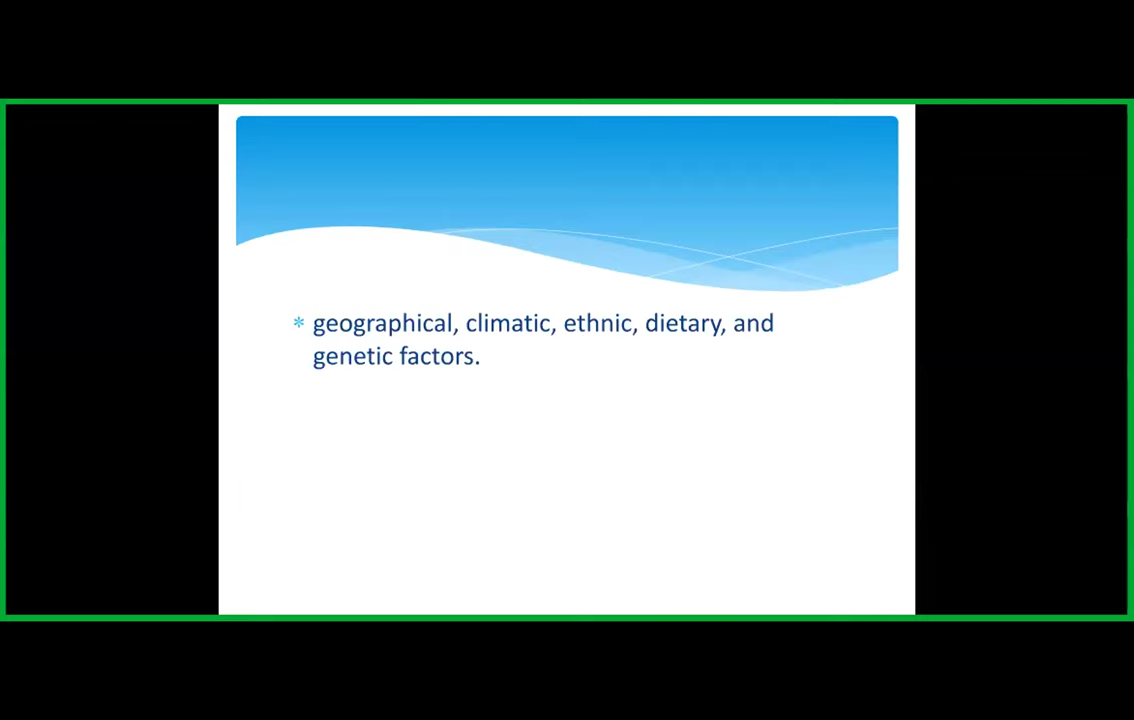 * geographical, climatic, ethnic, dietary, and
genetic factors.